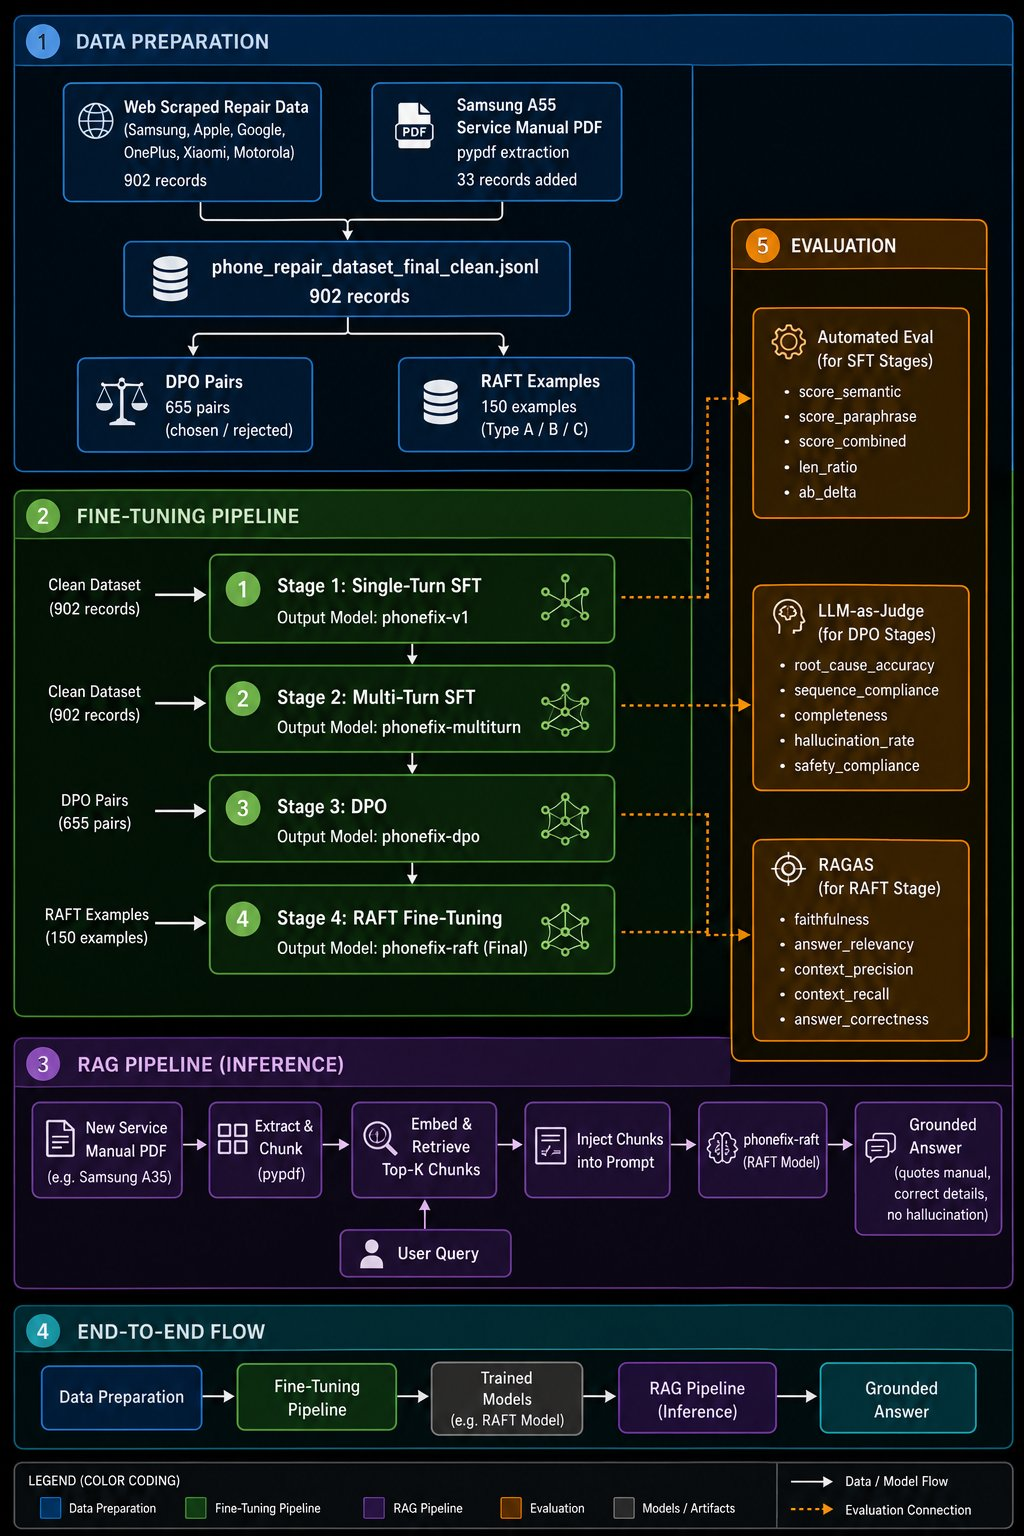 1 DATA PREPARATION
Web Scraped Repair Data
(Samsung, Apple, Google,
OnePlus, Xiaomi, Motorola)
902 records
PDF
Samsung A55
Service Manual PDF
pypdf extraction
33 records added
phone_repair_dataset_final_clean.jsonl
902 records
DPO Pairs
655 pairs
(chosen / rejected)
RAFT Examples
150 examples
(Type A / B / C)
2 FINE-TUNING PIPELINE
Clean Dataset
(902 records)
1 Stage 1: Single-Turn SFT
Output Model: phonefix-v1
Clean Dataset
(902 records)
2 Stage 2: Multi-Turn SFT
Output Model: phonefix-multiturn
DPO Pairs
(655 pairs)
3 Stage 3: DPO
Output Model: phonefix-dpo
RAFT Examples
(150 examples)
4 Stage 4: RAFT Fine-Tuning
Output Model: phonefix-raft (Final)
5 EVALUATION
Automated Eval
(for SFT Stages)
• score_semantic
• score_paraphrase
• score_combined
• len_ratio
• ab_delta
LLM-as-Judge
(for DPO Stages)
• root_cause_accuracy
• sequence_compliance
• completeness
• hallucination_rate
• safety_compliance
RAGAS
(for RAFT Stage)
• faithfulness
• answer_relevancy
• context_precision
• context_recall
• answer_correctness
3 RAG PIPELINE (INFERENCE)
New Service
Manual PDF
(e.g. Samsung A35)
Extract &
Chunk
(pypdf)
Embed &
Retrieve
Top-K Chunks
Inject Chunks
into Prompt
phonefix-raft
(RAFT Model)
Grounded
Answer
(quotes manual,
correct details,
no hallucination)
User Query
4 END-TO-END FLOW
Data Preparation
Fine-Tuning
Pipeline
Trained
Models
(e.g. RAFT Model)
RAG Pipeline
(Inference)
Grounded
Answer
LEGEND (COLOR CODING)
Data Preparation
Fine-Tuning Pipeline
RAG Pipeline
Evaluation
Models / Artifacts
Data / Model Flow
Evaluation Connection